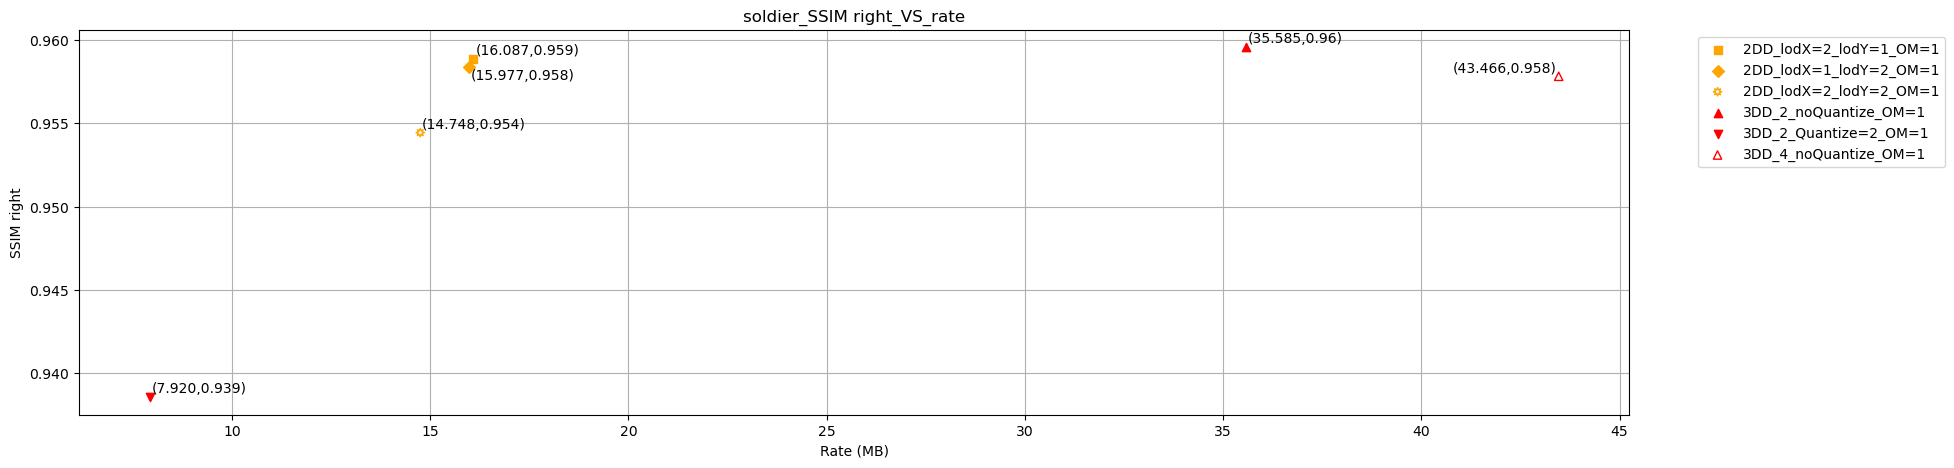 soldier_SSIM right_VS_rate
SSIM right
0.960
0.955
0.950
0.945
0.940
(16.087,0.959)
(15.977,0.958)
(14.748,0.954)
(35.585,0.96)
(43.466,0.958)
(7.920,0.939)
10
15
20
25
30
35
40
45
Rate (MB)
2DD_lodX=2_lodY=1_OM=1
2DD_lodX=1_lodY=2_OM=1
2DD_lodX=2_lodY=2_OM=1
3DD_2_noQuantize_OM=1
3DD_2_Quantize=2_OM=1
3DD_4_noQuantize_OM=1